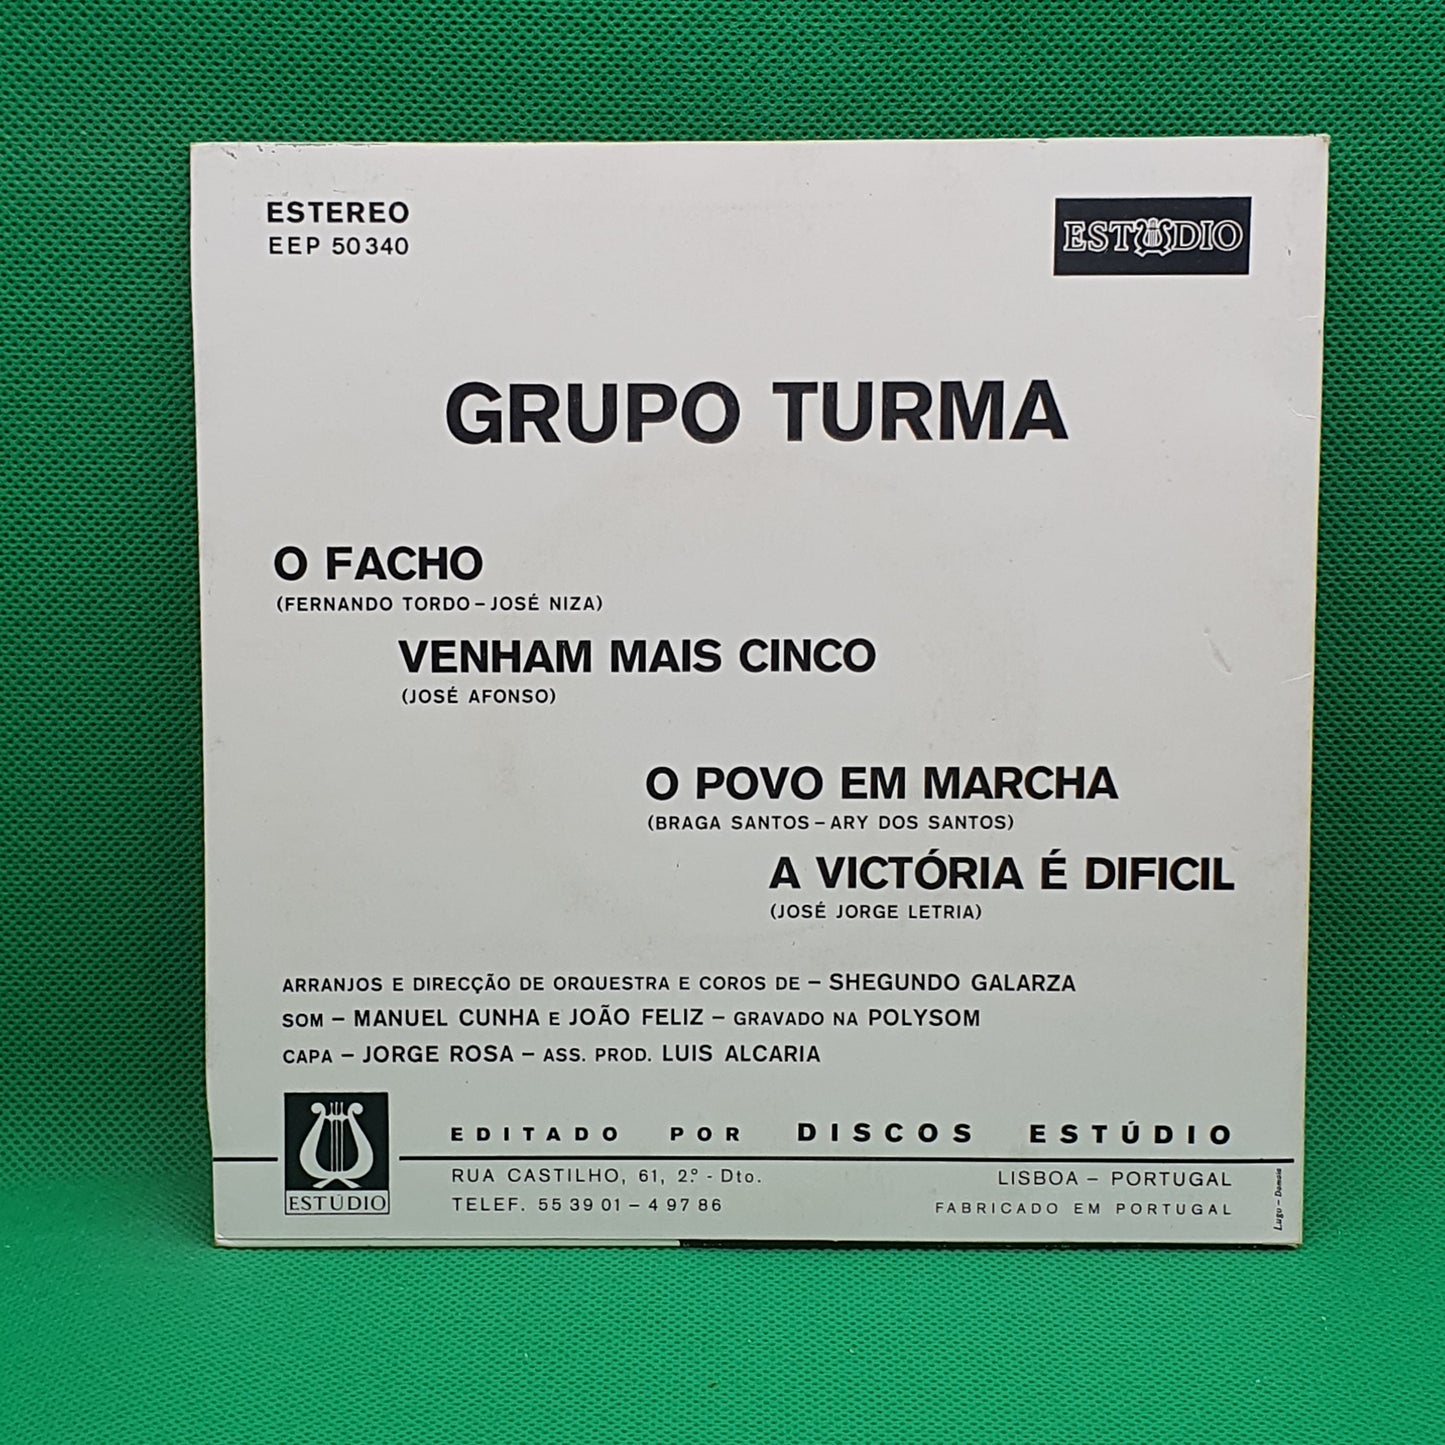 ESTEREO
EEP 50340
ESTÚDIO
GRUPO TURMA
O FACHO
(FERNANDO TORDO – JOSÉ NIZA)
VENHAM MAIS CINCO
(JOSÉ AFONSO)
O POVO EM MARCHA
(BRAGA SANTOS – ARY DOS SANTOS)
A VICTÓRIA É DIFICIL
(JOSÉ JORGE LETRIA)
ARRANJOS E DIRECÇÃO DE ORQUESTRA E COROS DE – SHEGUNDO GALARZA
SOM – MANUEL CUNHA E JOÃO FELIZ – GRAVADO NA POLYSOM
CAPA – JORGE ROSA – ASS. PROD. LUIS ALCARIA
ESTÚDIO
EDITADO POR DISCOS ESTÚDIO
RUA CASTILHO, 61, 2.º - Dto.
TELEF. 55 39 01 – 4 97 86
LISBOA – PORTUGAL
FABRICADO EM PORTUGAL
Lugo – Damaia